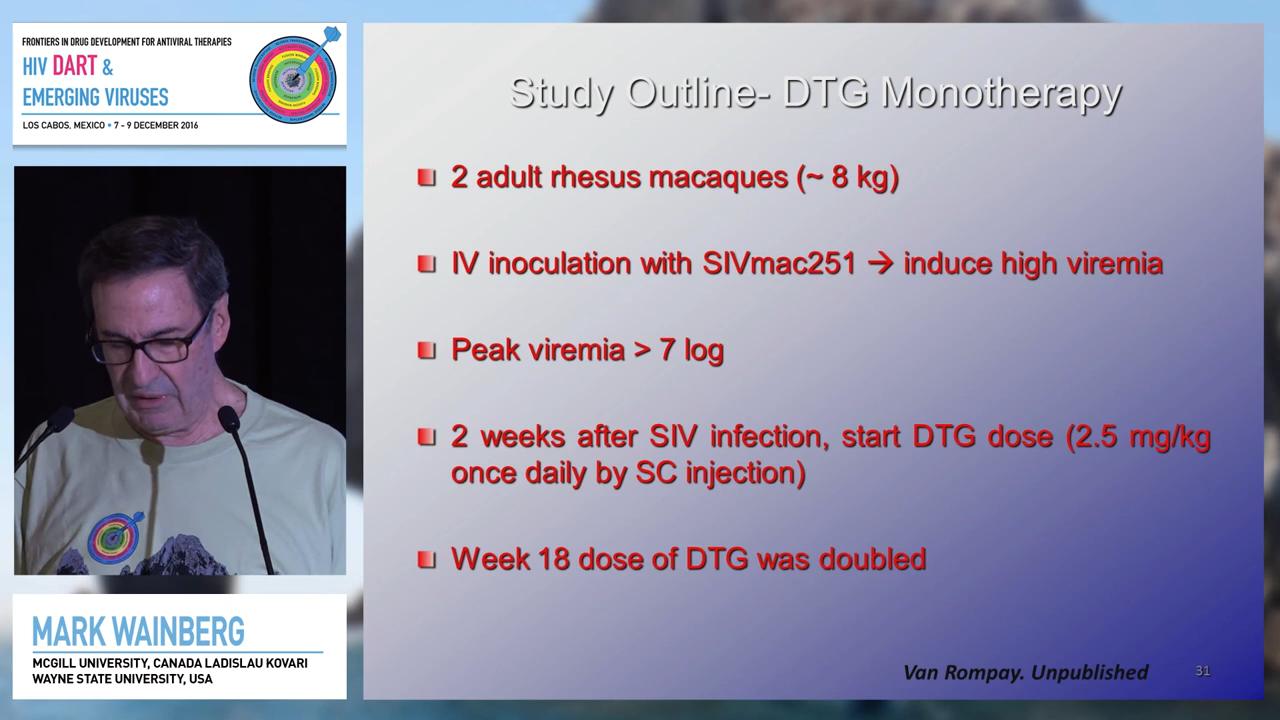 FRONTIERS IN DRUG DEVELOPMENT FOR ANTIVIRAL THERAPIES
HIV DART &
EMERGING VIRUSES
LOS CABOS, MEXICO • 7 - 9 DECEMBER 2016
MARK WAINBERG
MCGILL UNIVERSITY, CANADA LADISLAU KOVARI
WAYNE STATE UNIVERSITY, USA
Study Outline- DTG Monotherapy
2 adult rhesus macaques (~ 8 kg)
IV inoculation with SIVmac251 → induce high viremia
Peak viremia > 7 log
2 weeks after SIV infection, start DTG dose (2.5 mg/kg
once daily by SC injection)
Week 18 dose of DTG was doubled
Van Rompay. Unpublished
31